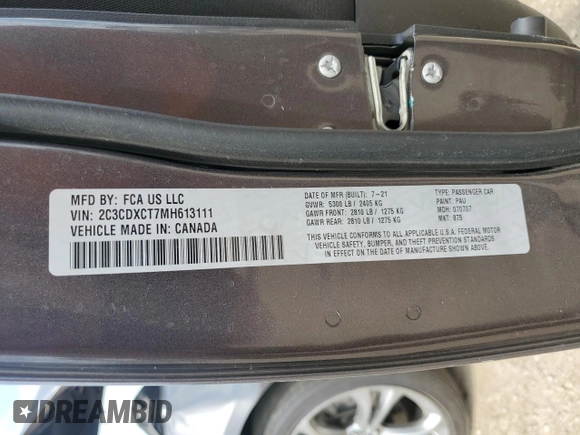 MFD BY: FCA US LLC
VIN: 2C3CDXCT7MH613111
VEHICLE MADE IN: CANADA
DATE OF MFR (BUILT): 7-21
GVWR: 5300 LB / 2405 KG
GAWR FRONT: 2810 LB / 1275 KG
GAWR REAR: 2810 LB / 1275 KG
TYPE: PASSENGER CAR
PAINT: PAU
MDH: 070707
MKT: 875
THIS VEHICLE CONFORMS TO ALL APPLICABLE U.S.A. FEDERAL MOTOR
VEHICLE SAFETY, BUMPER, AND THEFT PREVENTION STANDARDS
IN EFFECT ON THE DATE OF MANUFACTURE SHOWN ABOVE.
DREAMBID